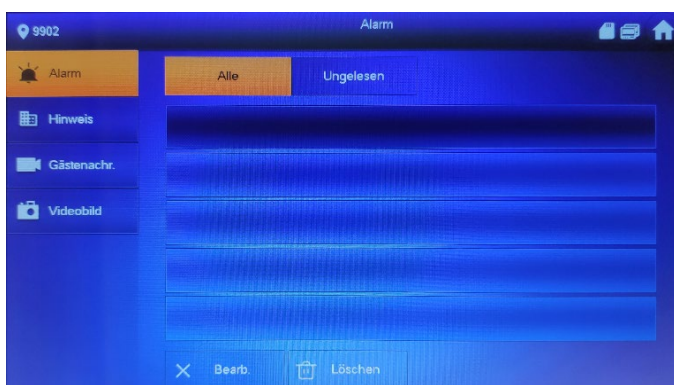 9902
Alarm
Alarm
Alle
Ungelesen
Hinweis
Gästenachr.
Videobild
Bearb.
Löschen